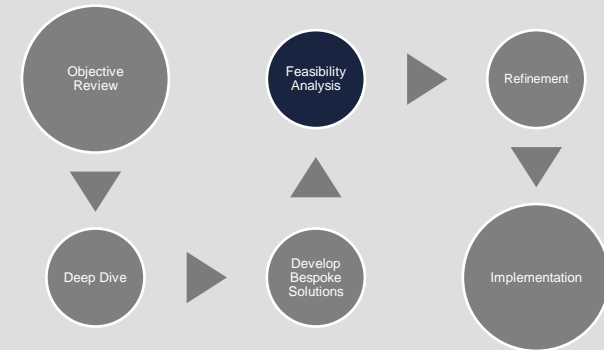 Objective
Review
Deep Dive
Develop
Bespoke
Solutions
Feasibility
Analysis
Refinement
Implementation